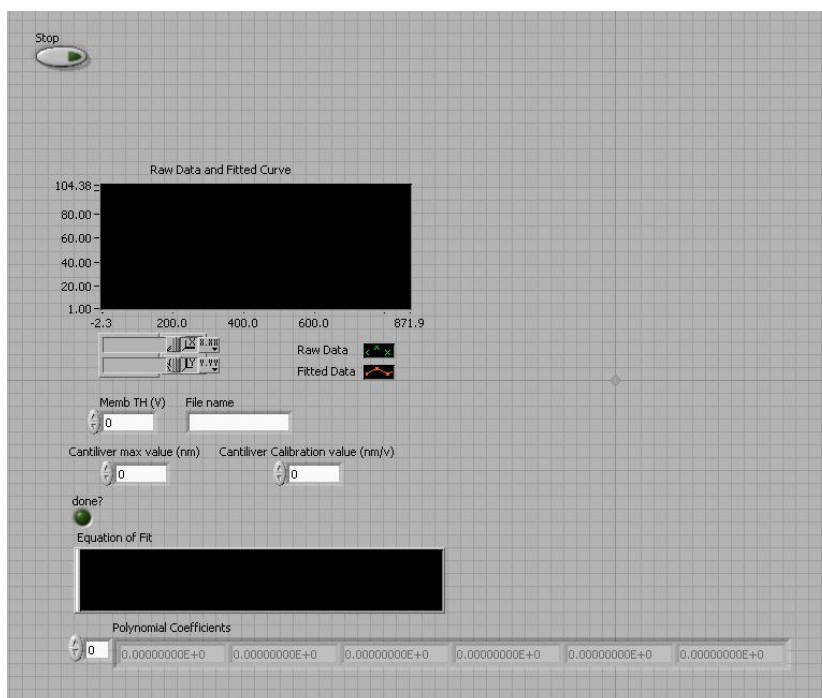 Stop
Raw Data and Fitted Curve
104.38
80.00
60.00
40.00
20.00
1.00
-2.3 200.0 400.0 600.0 871.9
X X.XX
Y Y.YY
Raw Data
Fitted Data
Memb TH (V) File name
0
Cantiliver max value (nm) Cantiliver Calibration value (nm/v)
0 0
done?
Equation of Fit
Polynomial Coefficients
0 0.00000000E+0 0.00000000E+0 0.00000000E+0 0.00000000E+0 0.00000000E+0 0.00000000E+0